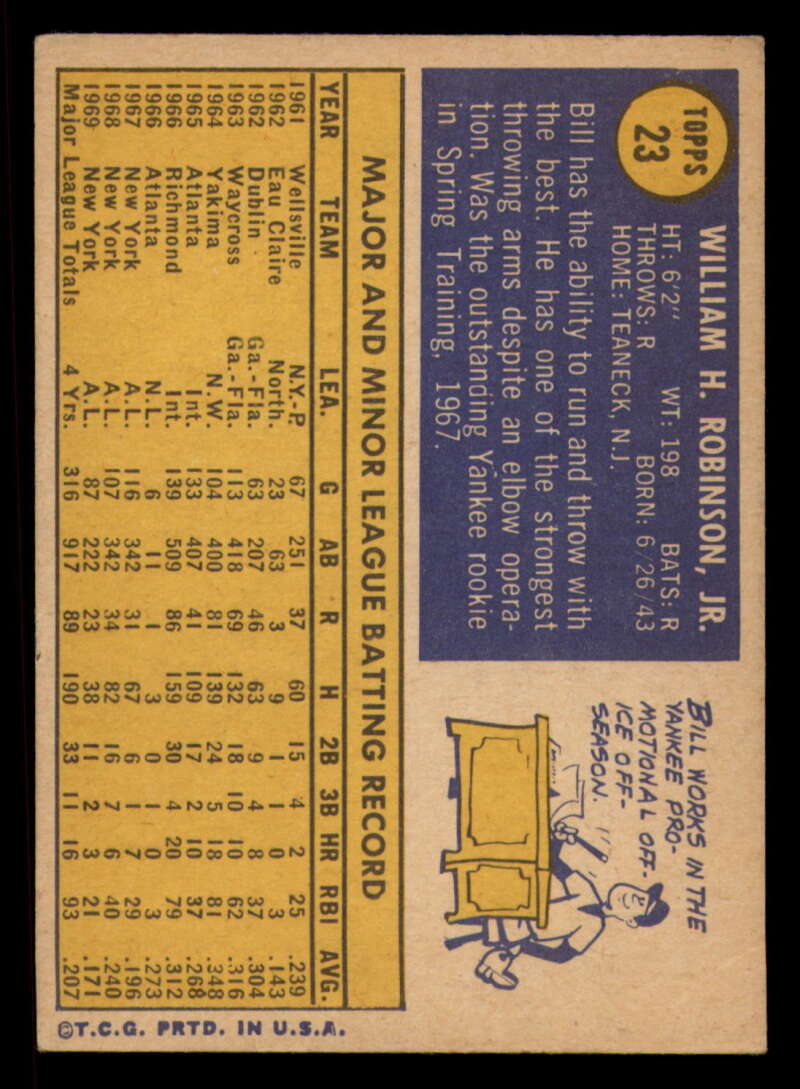 TOPPS
23
WILLIAM H. ROBINSON, JR.
HT: 6'2" WT: 198 BATS: R
THROWS: R BORN: 6/26/43
HOME: TEANECK, N.J.
Bill has the ability to run and throw with
the best. He has one of the strongest
throwing arms despite an elbow opera-
tion. Was the outstanding Yankee rookie
in Spring Training, 1967.
BILL WORKS IN THE
YANKEE PRO-
MOTIONAL OFF-
ICE OFF-
SEASON.
MAJOR AND MINOR LEAGUE BATTING RECORD
YEAR TEAM LEA. G AB R H 2B 3B HR RBI AVG.
1961 Wellsville N.Y.-P. 67 251 37 60 15 4 2 25 .239
1962 Eau Claire North. 23 63 3 9 1 1 0 3 .143
1962 Dublin Ga.-Fla. 63 207 46 63 9 4 8 37 .304
1963 Waycross Ga.-Fla. 113 418 69 132 18 10 10 62 .316
1964 Yakima N.W. 104 400 81 139 24 5 18 81 .348
1965 Atlanta Int. 133 407 41 109 17 2 10 37 .268
1966 Richmond Int. 139 509 86 159 30 4 20 79 .312
1966 Atlanta N.L. 6 11 1 3 0 1 0 3 .273
1967 New York A.L. 116 342 31 67 6 1 7 29 .196
1968 New York A.L. 107 342 34 82 16 7 6 40 .240
1969 New York A.L. 87 222 23 38 11 2 3 21 .171
Major League Totals 4 Yrs. 316 917 89 190 33 11 16 93 .207
©T.C.G. PRTD. IN U.S.A.